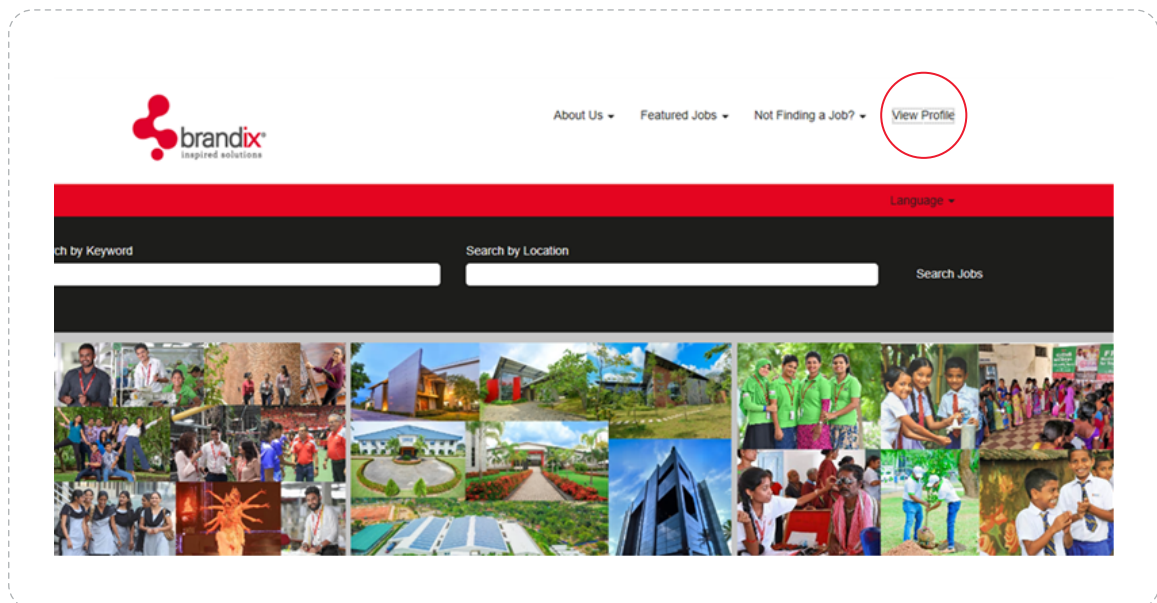 About Us
Featured Jobs
Not Finding a Job?
View Profile
brandix
inspired solutions
Language
ch by Keyword
Search by Location
Search Jobs